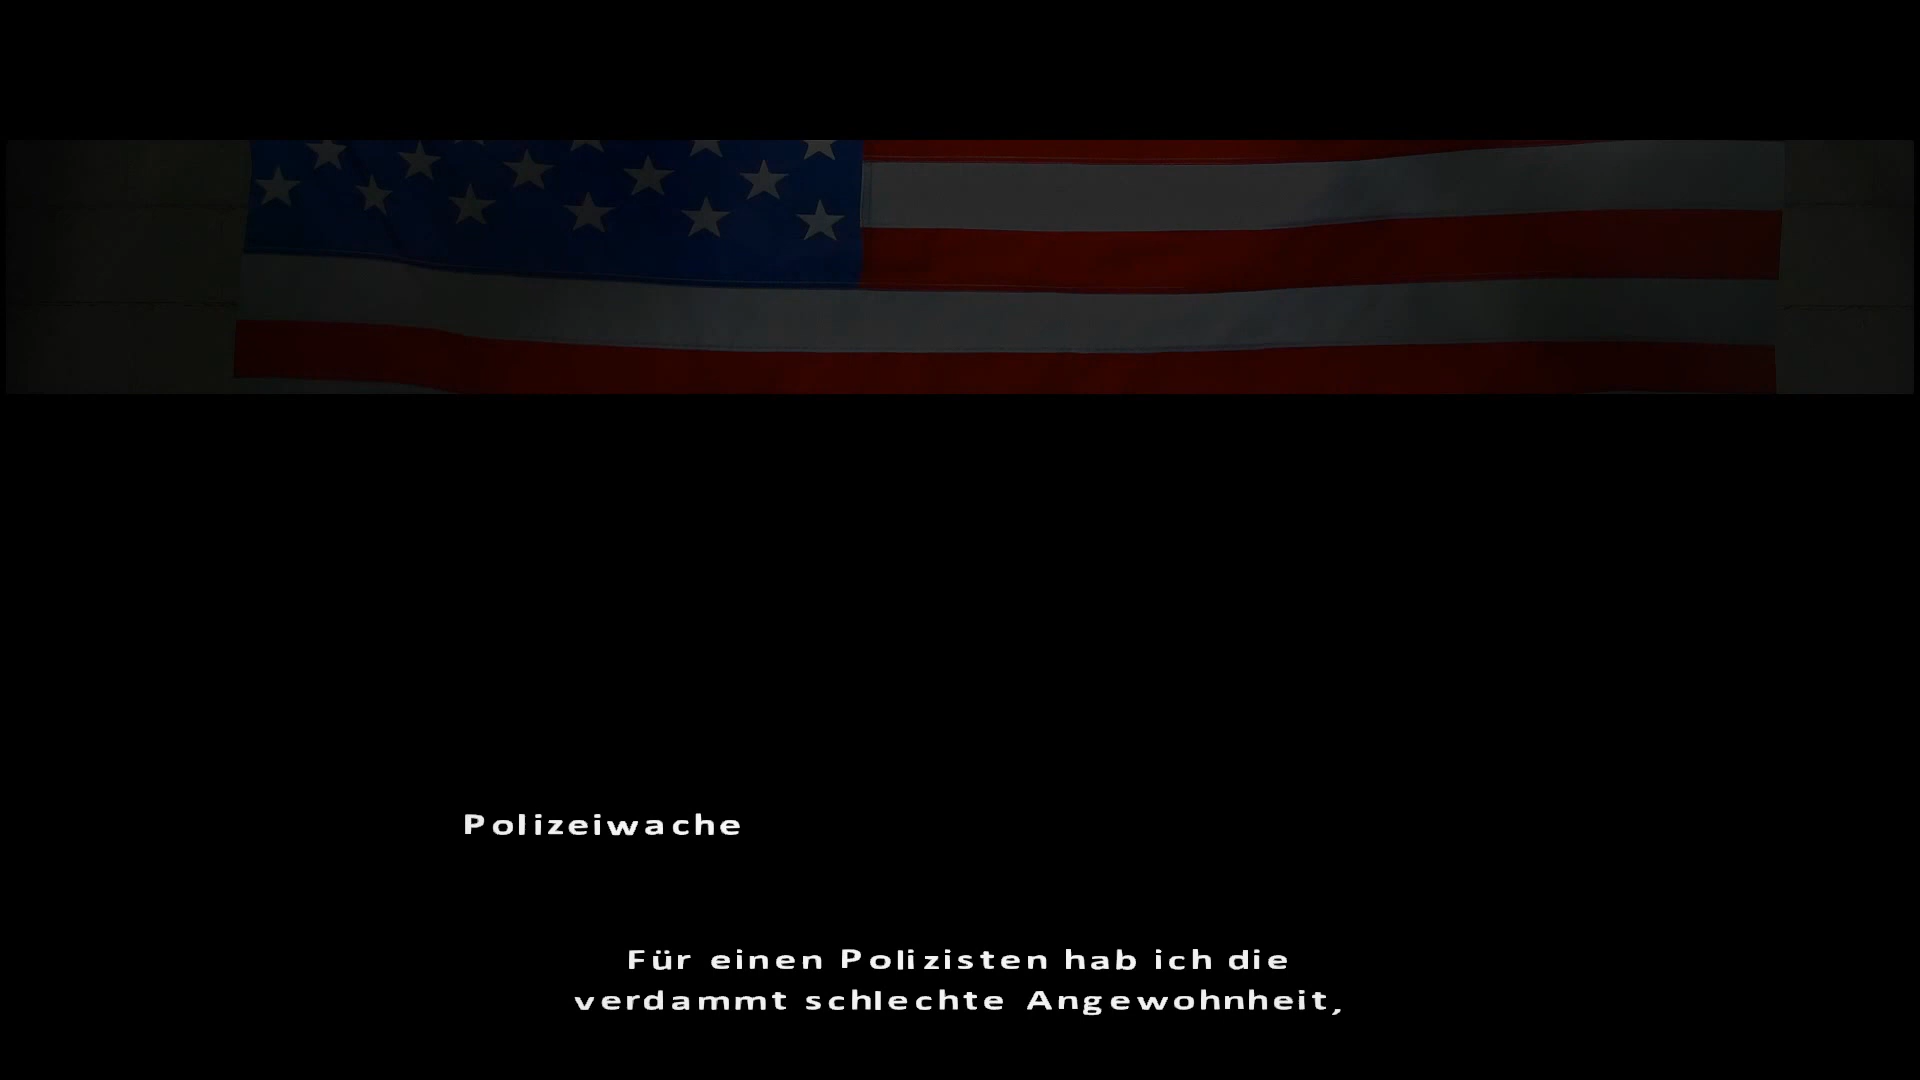 Polizeiwache
Für einen Polizisten hab ich die
verdammt schlechte Angewohnheit,